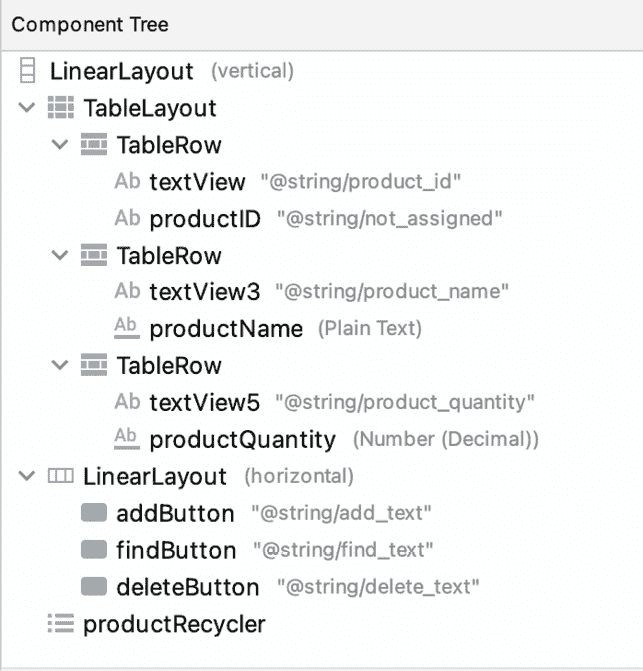 Component Tree
LinearLayout (vertical)
TableLayout
TableRow
Ab textView "@string/product_id"
Ab productID "@string/not_assigned"
TableRow
Ab textView3 "@string/product_name"
Ab productName (Plain Text)
TableRow
Ab textView5 "@string/product_quantity"
Ab productQuantity (Number (Decimal))
LinearLayout (horizontal)
addButton "@string/add_text"
findButton "@string/find_text"
deleteButton "@string/delete_text"
productRecycler